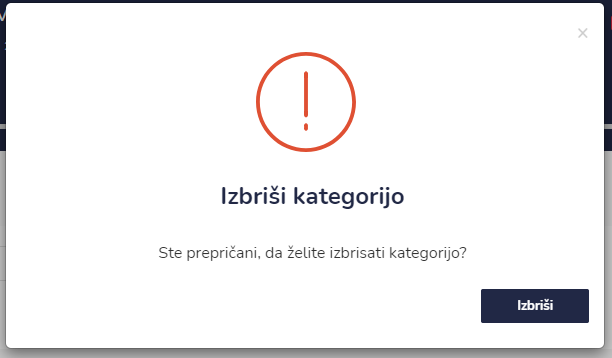 Izbriši kategorijo
Ste prepričani, da želite izbrisati kategorijo?
Izbriši